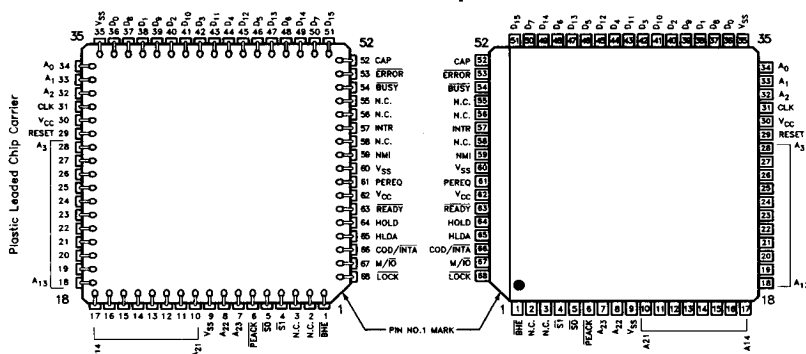 VSS D0 D8 D1 D9 D2 D10 D3 D11 D4 D12 D5 D13 D6 D14 D7 D15
35 36 37 38 39 40 41 42 43 44 45 46 47 48 49 50 51
35
52
A0 34
A1 33
A2 32
CLK 31
VCC 30
RESET 29
A3 28
27
26
25
24
23
22
21
20
19
A13 18
18
Plastic Leaded Chip Carrier
52 CAP
53 ERROR
54 BUSY
55 N.C.
56 N.C.
57 INTR
58 N.C.
59 NMI
60 VSS
61 PEREQ
62 VCC
63 READY
64 HOLD
65 HLDA
66 COD/INTA
67 M/IO
68 LOCK
17 16 15 14 13 12 11 10 9 8 7 6 5 4 3 2 1
14 21 VSS A22 A23 PEACK S0 S1 N.C. N.C. BHE
1
PIN NO.1 MARK
D15 D7 D14 D6 D13 D5 D12 D4 D11 D3 D10 D2 D9 D1 D8 D0 VSS
51 50 49 48 47 46 45 44 43 42 41 40 39 38 37 36 35
52
35
CAP 52
ERROR 53
BUSY 54
N.C. 55
N.C. 56
INTR 57
N.C. 58
NMI 59
VSS 60
PEREQ 61
VCC 62
READY 63
HOLD 64
HLDA 65
COD/INTA 66
M/IO 67
LOCK 68
34 A0
33 A1
32 A2
31 CLK
30 VCC
29 RESET
28 A3
27
26
25
24
23
22
21
20
19
18 A1
18
1
1 2 3 4 5 6 7 8 9 10 11 12 13 14 15 16 17
BHE N.C. N.C. S1 S0 PEACK A23 A22 VSS A21 A14